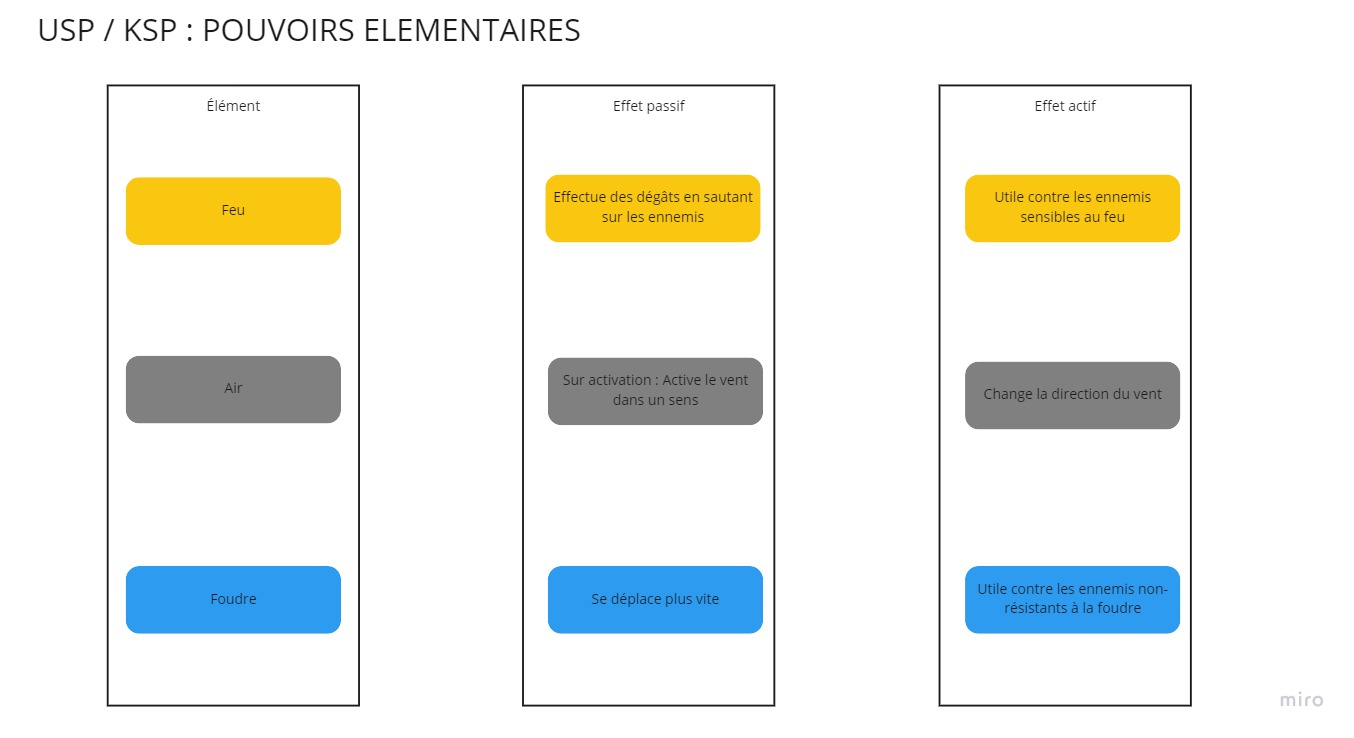 USP / KSP : POUVOIRS ELEMENTAIRES
Élément
Effet passif
Effet actif
Feu
Effectue des dégâts en sautant
sur les ennemis
Utile contre les ennemis
sensibles au feu
Air
Sur activation : Active le vent
dans un sens
Change la direction du vent
Foudre
Se déplace plus vite
Utile contre les ennemis non-
résistants à la foudre
miro